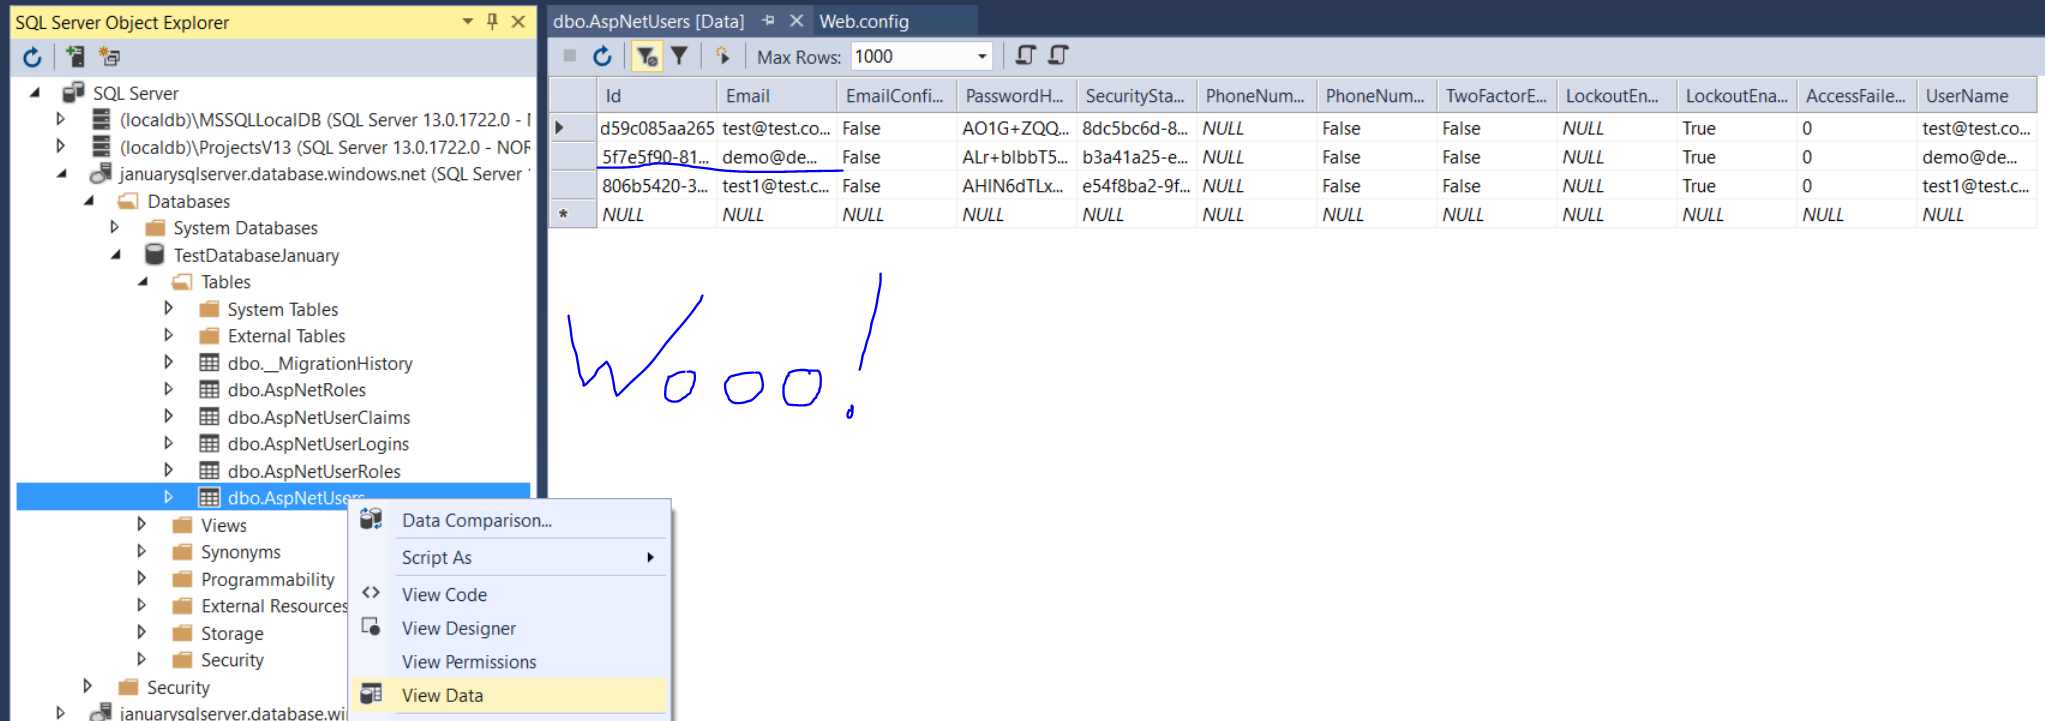 SQL Server Object Explorer
SQL Server
(localdb)\MSSQLLocalDB (SQL Server 13.0.1722.0 -
(localdb)\ProjectsV13 (SQL Server 13.0.1722.0 - NOR
januarysqlserver.database.windows.net (SQL Server
Databases
System Databases
TestDatabaseJanuary
Tables
System Tables
External Tables
dbo.__MigrationHistory
dbo.AspNetRoles
dbo.AspNetUserClaims
dbo.AspNetUserLogins
dbo.AspNetUserRoles
dbo.AspNetUsers
Views
Synonyms
Programmability
External Resources
Storage
Security
Security
januarysqlserver.database.wi
Data Comparison...
Script As
View Code
View Designer
View Permissions
View Data
dbo.AspNetUsers [Data] Web.config
Max Rows: 1000
Id Email EmailConfi... PasswordH... SecuritySta... PhoneNum... PhoneNum... TwoFactorE... LockoutEn... LockoutEna... AccessFaile... UserName
d59c085aa265 test@test.co... False AO1G+ZQQ... 8dc5bc6d-8... NULL False False NULL True 0 test@test.co...
5f7e5f90-81... demo@de... False ALr+bIbbT5... b3a41a25-e... NULL False False NULL True 0 demo@de...
806b5420-3... test1@test.c... False AHIN6dTLx... e54f8ba2-9f... NULL False False NULL True 0 test1@test.c...
* NULL NULL NULL NULL NULL NULL NULL NULL NULL NULL NULL NULL
Wooo!